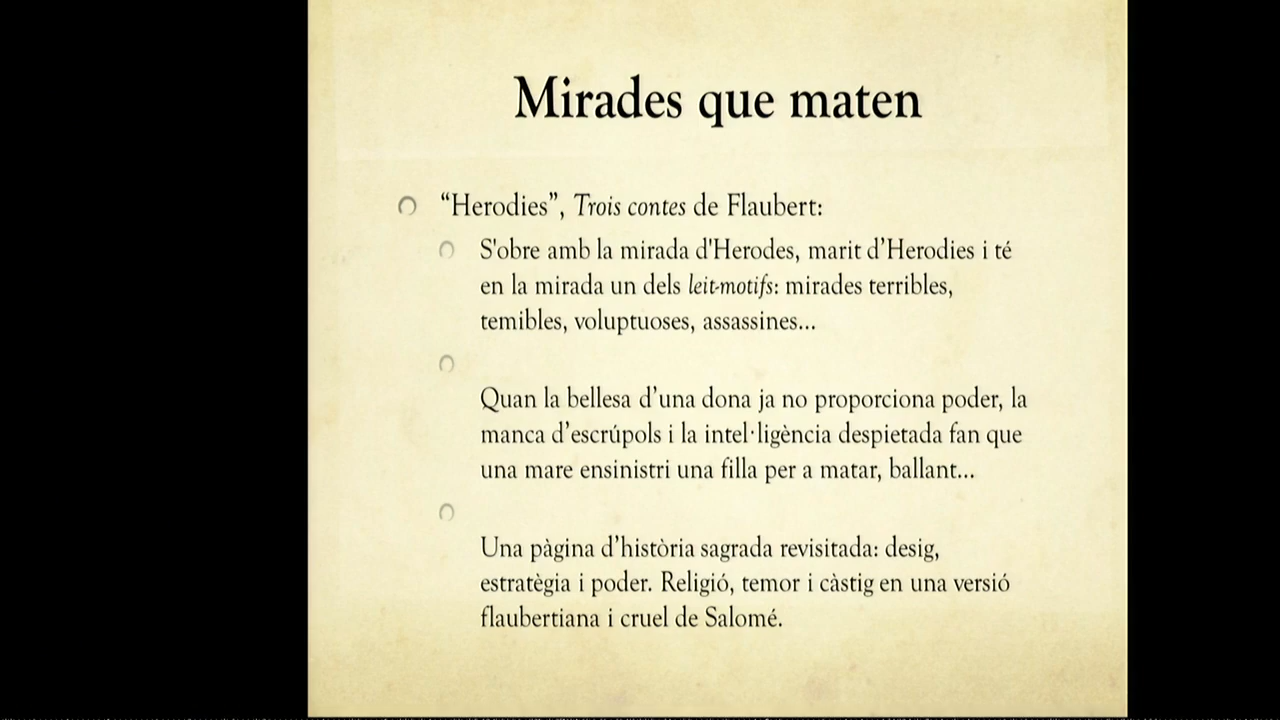 Mirades que maten
“Herodies”, Trois contes de Flaubert:
S'obre amb la mirada d'Herodes, marit d’Herodies i té
en la mirada un dels leit-motifs: mirades terribles,
temibles, voluptuoses, assassines...
Quan la bellesa d’una dona ja no proporciona poder, la
manca d’escrúpols i la intel·ligència despietada fan que
una mare ensinistri una filla per a matar, ballant...
Una pàgina d’història sagrada revisitada: desig,
estratègia i poder. Religió, temor i càstig en una versió
flaubertiana i cruel de Salomé.